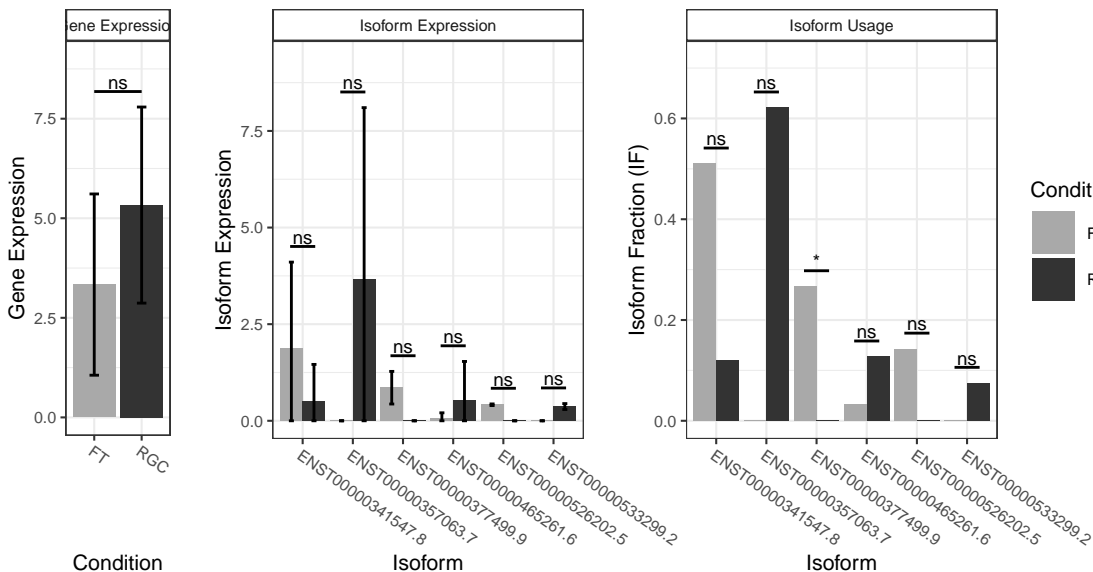 Gene Expression
Isoform Expression
Isoform Usage
Gene Expression
7.5
5.0
2.5
0.0
ns
FT
RGC
Condition
Isoform Expression
7.5
5.0
2.5
0.0
ns
ns
ns
ns
ns
ns
ENST00000341547.8
ENST00000357063.7
ENST00000377499.9
ENST00000465261.6
ENST00000526202.5
ENST00000533299.2
Isoform
Isoform Fraction (IF)
0.6
0.4
0.2
0.0
ns
ns
*
ns
ns
ns
ENST00000341547.8
ENST00000357063.7
ENST00000377499.9
ENST00000465261.6
ENST00000526202.5
ENST00000533299.2
Isoform
Conditi
F
R